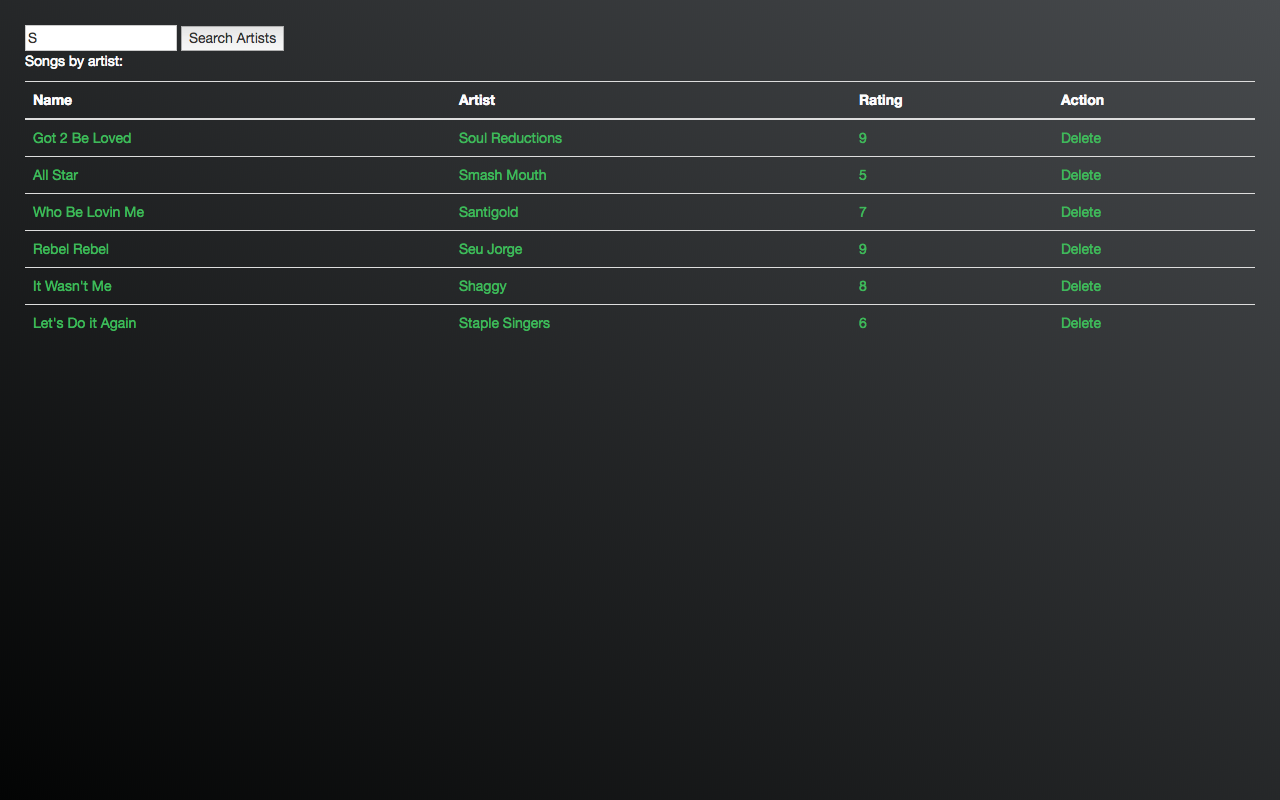 S Search Artists
Songs by artist:
Name Artist Rating Action
Got 2 Be Loved Soul Reductions 9 Delete
All Star Smash Mouth 5 Delete
Who Be Lovin Me Santigold 7 Delete
Rebel Rebel Seu Jorge 9 Delete
It Wasn't Me Shaggy 8 Delete
Let's Do it Again Staple Singers 6 Delete